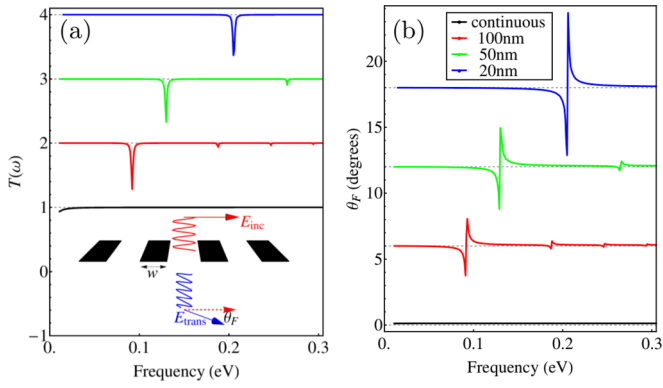 (a)
4
3
2
1
0
−1
T(ω)
E_inc
w
E_trans
θ_F
0. 0.1 0.2 0.3
Frequency (eV)
(b)
continuous
100nm
50nm
20nm
20
15
10
5
0
θ_F (degrees)
0. 0.1 0.2 0.3
Frequency (eV)